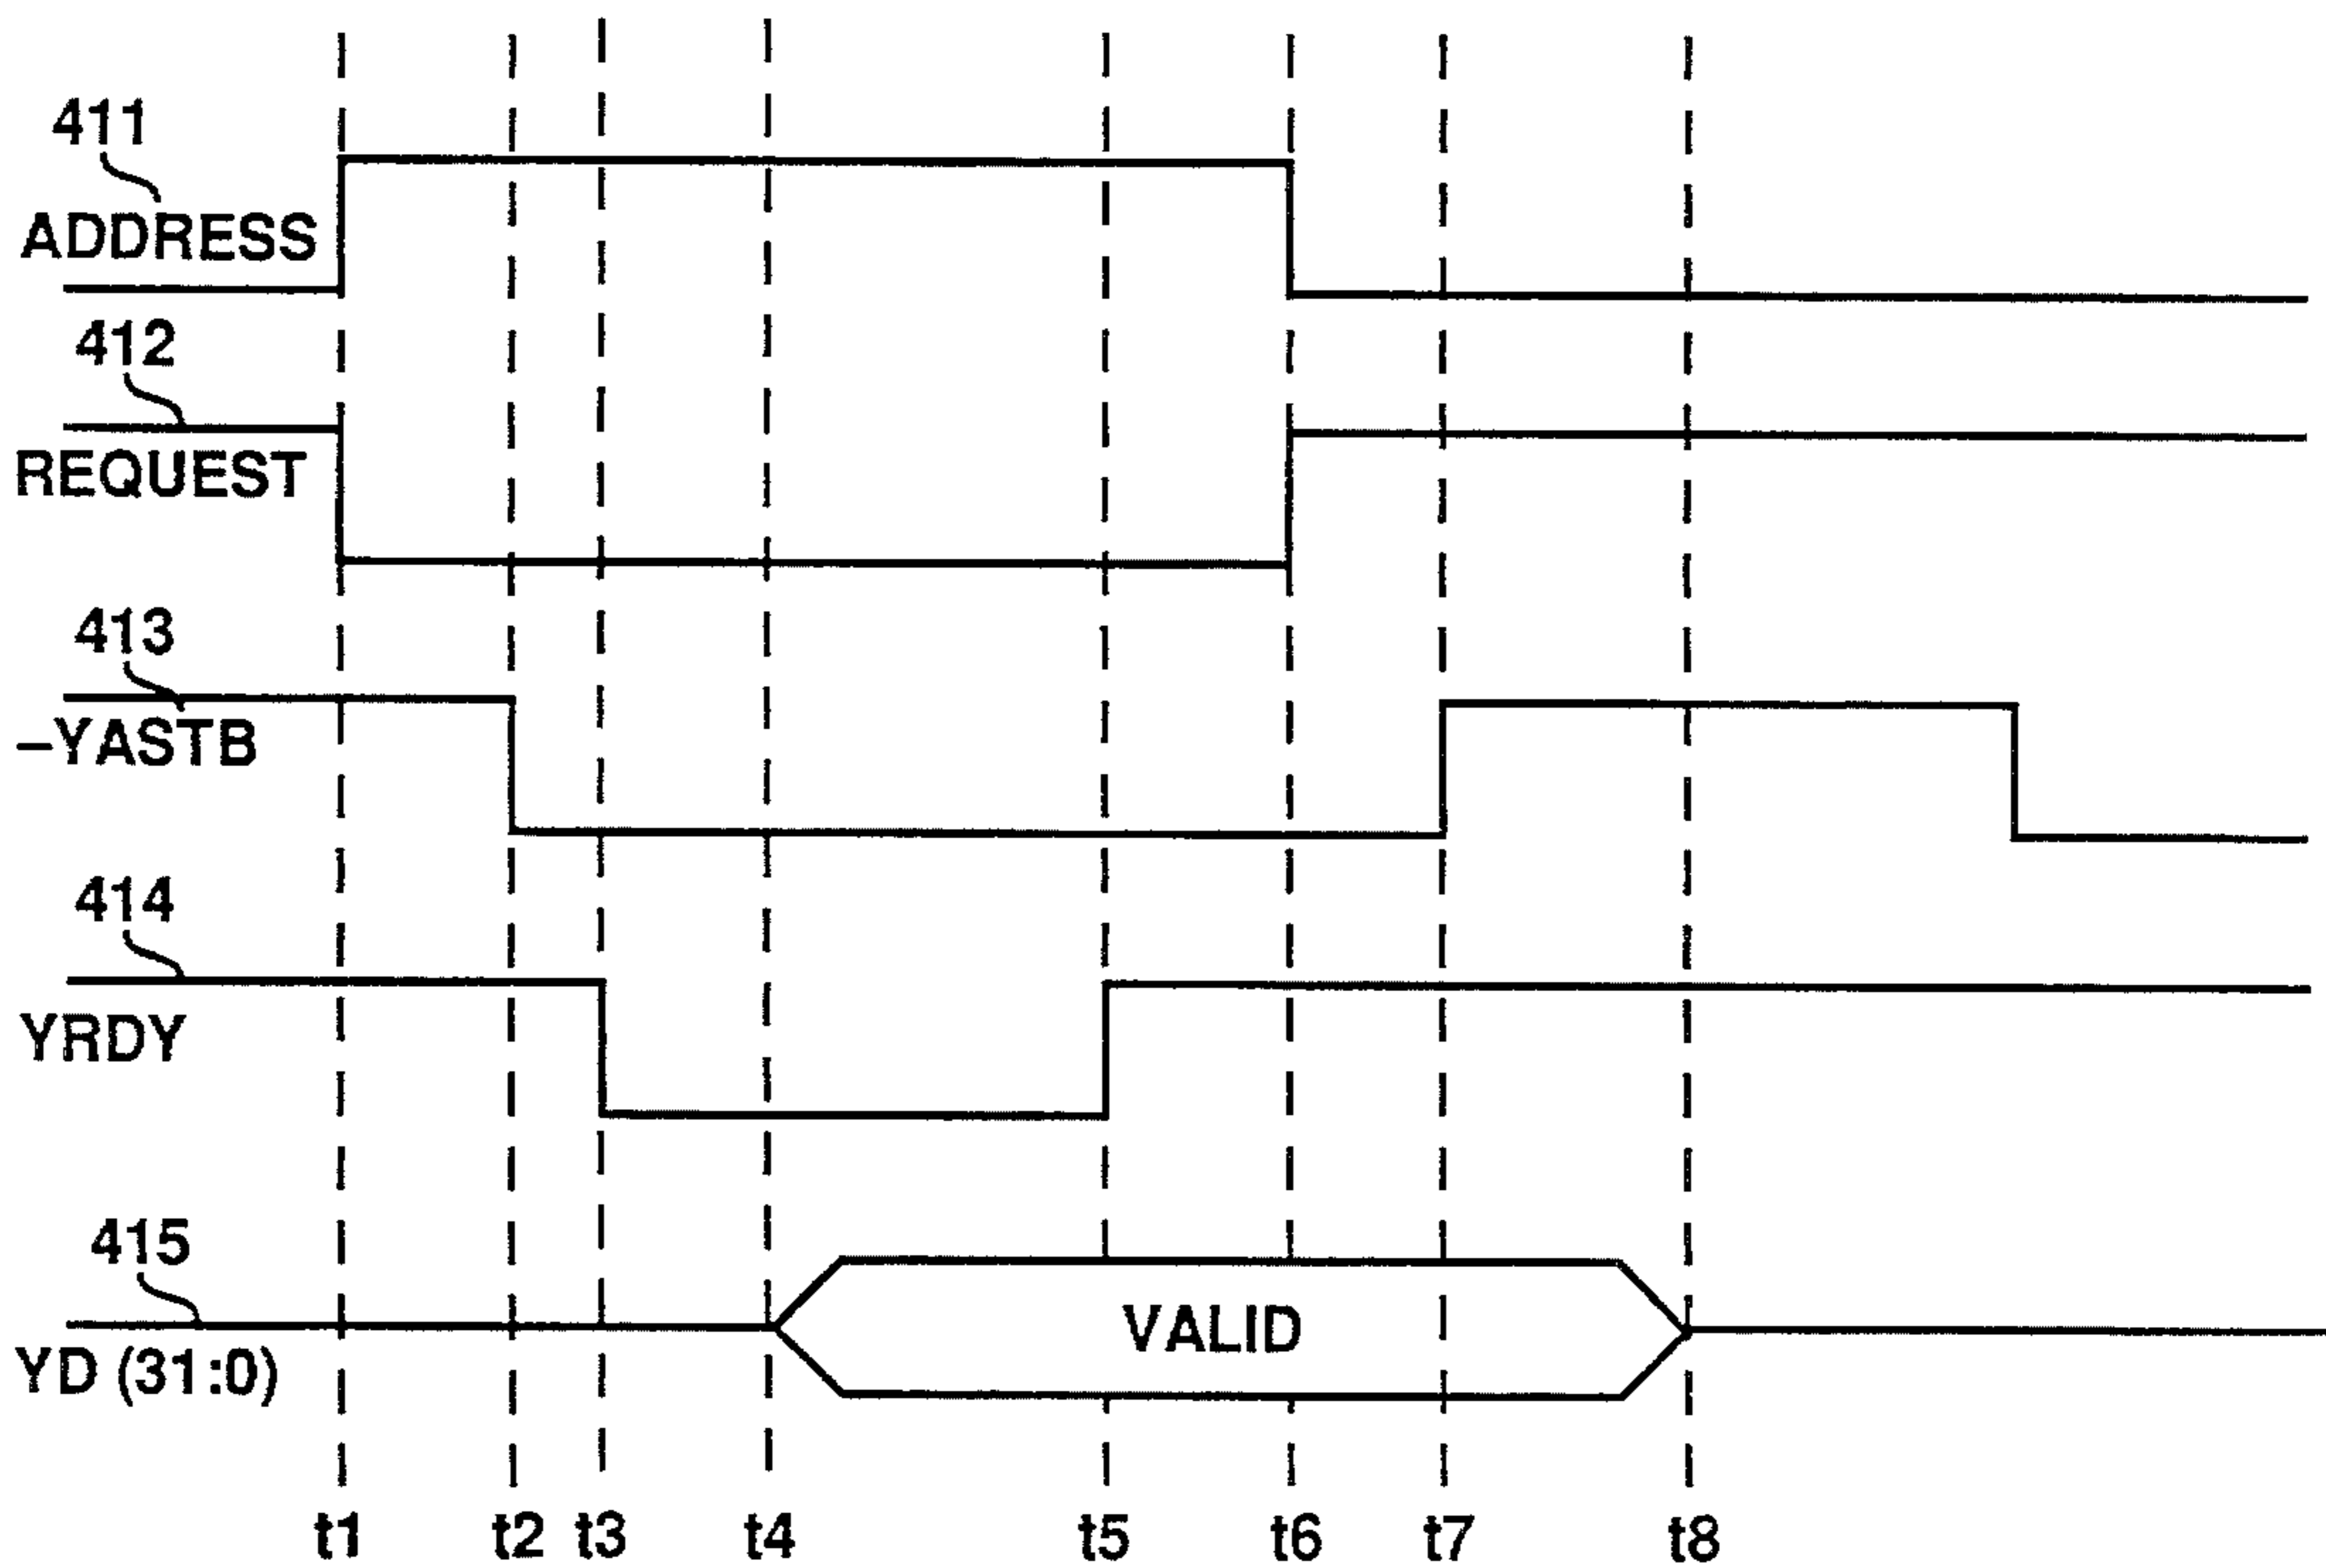 411
ADDRESS
412
REQUEST
413
–YASTB
414
YRDY
415
VALID
YD (31:0)
t1 t2 t3 t4 t5 t6 t7 t8